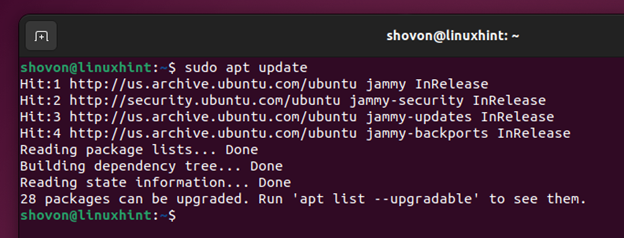 shovon@linuxhint: ~
shovon@linuxhint:~$ sudo apt update
Hit:1 http://us.archive.ubuntu.com/ubuntu jammy InRelease
Hit:2 http://security.ubuntu.com/ubuntu jammy-security InRelease
Hit:3 http://us.archive.ubuntu.com/ubuntu jammy-updates InRelease
Hit:4 http://us.archive.ubuntu.com/ubuntu jammy-backports InRelease
Reading package lists... Done
Building dependency tree... Done
Reading state information... Done
28 packages can be upgraded. Run 'apt list --upgradable' to see them.
shovon@linuxhint:~$